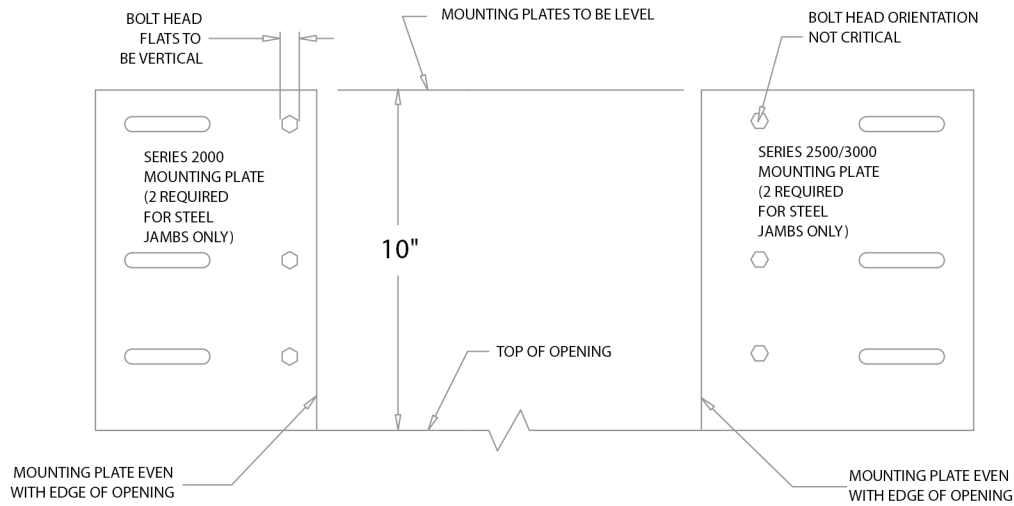 BOLT HEAD
FLATS TO
BE VERTICAL
MOUNTING PLATES TO BE LEVEL
BOLT HEAD ORIENTATION
NOT CRITICAL
SERIES 2000
MOUNTING PLATE
(2 REQUIRED
FOR STEEL
JAMBS ONLY)
SERIES 2500/3000
MOUNTING PLATE
(2 REQUIRED
FOR STEEL
JAMBS ONLY)
10"
TOP OF OPENING
MOUNTING PLATE EVEN
WITH EDGE OF OPENING
MOUNTING PLATE EVEN
WITH EDGE OF OPENING